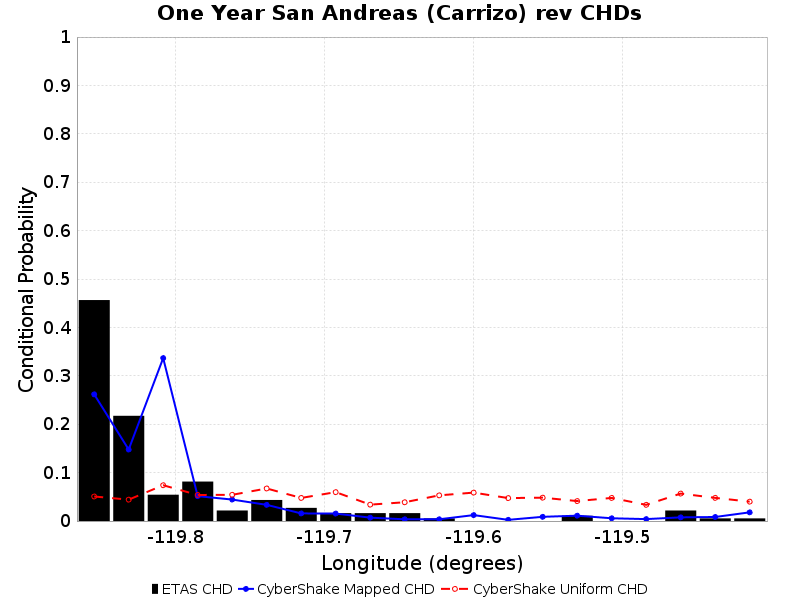 One Year San Andreas (Carrizo) rev CHDs
Conditional Probability
1
0.9
0.8
0.7
0.6
0.5
0.4
0.3
0.2
0.1
0
-119.8 -119.7 -119.6 -119.5
Longitude (degrees)
ETAS CHD CyberShake Mapped CHD CyberShake Uniform CHD